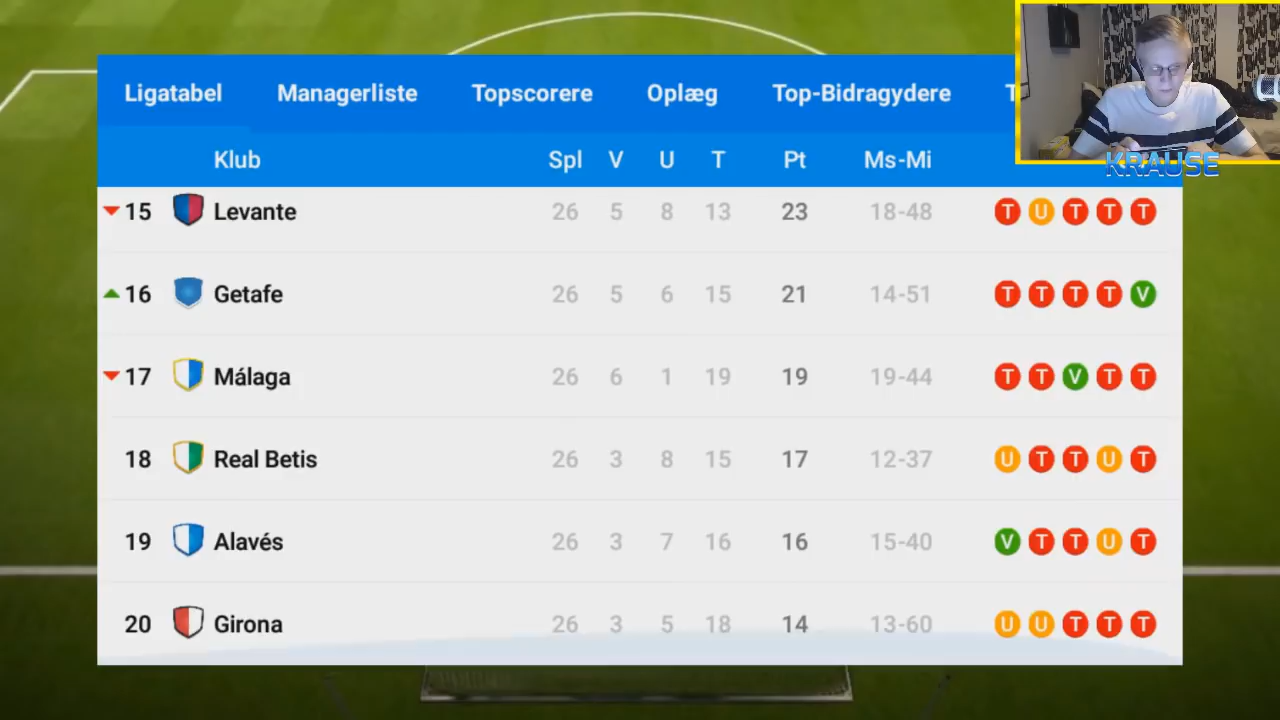 Ligatabel Managerliste Topscorere Oplæg Top-Bidragydere T
KRAUSE
Klub Spl V U T Pt Ms-Mi
15 Levante 26 5 8 13 23 18-48 T U T T T
16 Getafe 26 5 6 15 21 14-51 T T T T V
17 Málaga 26 6 1 19 19 19-44 T T V T T
18 Real Betis 26 3 8 15 17 12-37 U T T U T
19 Alavés 26 3 7 16 16 15-40 V T T U T
20 Girona 26 3 5 18 14 13-60 U U T T T